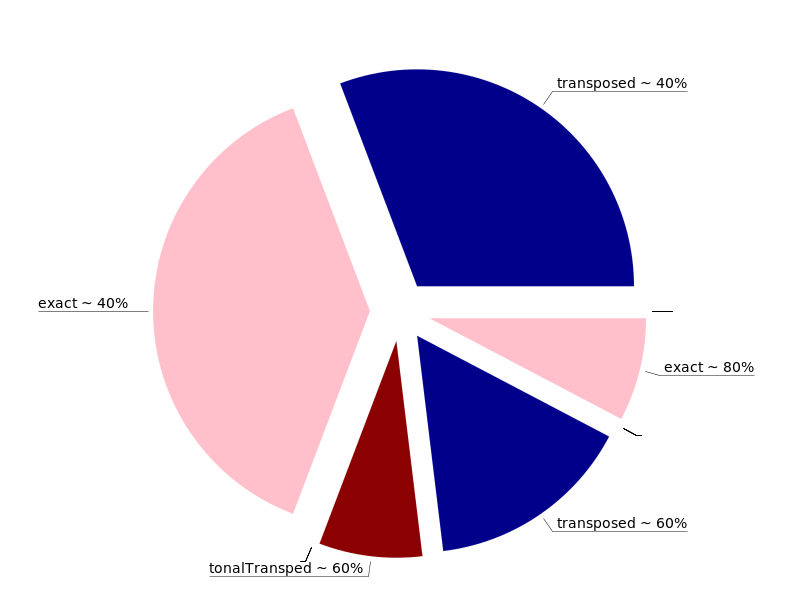 transposed ~ 40%
exact ~ 40%
exact ~ 80%
transposed ~ 60%
tonalTransped ~ 60%